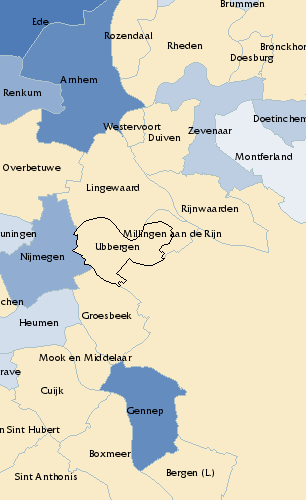 Brummen
Ede
Rozendaal
Rheden
Bronckhor
Doesburg
Arnhem
Renkum
Doetinchem
Westervoort
Zevenaar
Duiven
Montferland
Overbetuwe
Lingewaard
Rijnwaarden
uningen
Millingen aan de Rijn
Ubbergen
Nijmegen
chen
Groesbeek
Heumen
Mook en Middelaar
rave
Cuijk
Gennep
n Sint Hubert
Boxmeer
Bergen (L)
Sint Anthonis